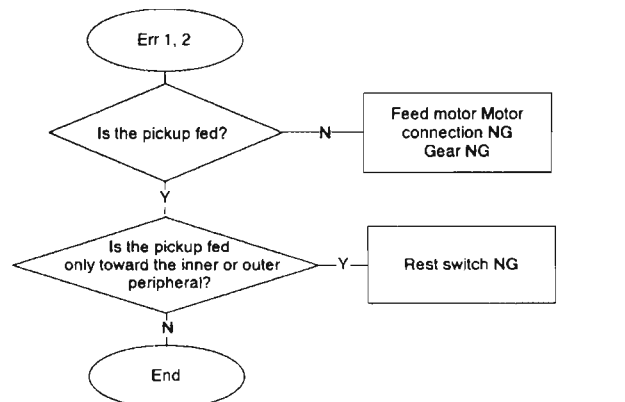 Err 1, 2
Is the pickup fed?
N
Feed motor Motor
connection NG
Gear NG
Y
Is the pickup fed
only toward the inner or outer
peripheral?
Y
Rest switch NG
N
End